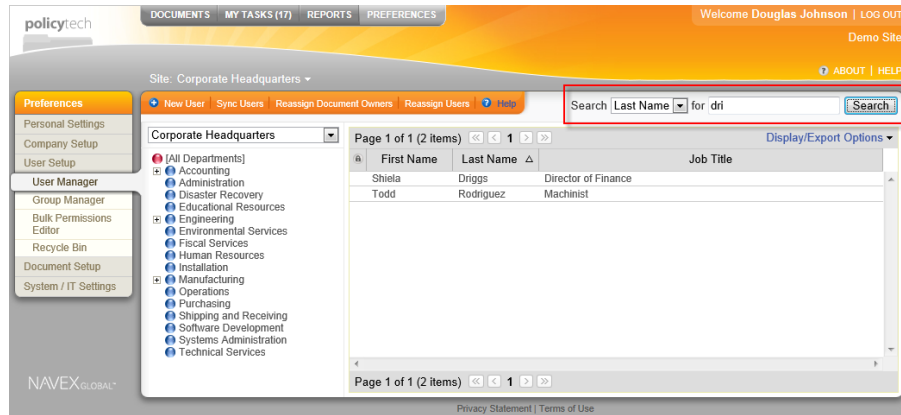 policytech
DOCUMENTS MY TASKS (17) REPORTS PREFERENCES
Welcome Douglas Johnson | LOG OUT
Demo Site
ABOUT | HELP
Site: Corporate Headquarters
Preferences
Personal Settings
Company Setup
User Setup
User Manager
Group Manager
Bulk Permissions
Editor
Recycle Bin
Document Setup
System / IT Settings
NAVEX GLOBAL
New User Sync Users Reassign Document Owners Reassign Users Help
Search Last Name for dri Search
Corporate Headquarters
[All Departments]
Accounting
Administration
Disaster Recovery
Educational Resources
Engineering
Environmental Services
Fiscal Services
Human Resources
Installation
Manufacturing
Operations
Purchasing
Shipping and Receiving
Software Development
Systems Administration
Technical Services
Page 1 of 1 (2 items) 1
Display/Export Options
First Name Last Name Job Title
Shiela Driggs Director of Finance
Todd Rodriguez Machinist
Page 1 of 1 (2 items) 1
Privacy Statement | Terms of Use